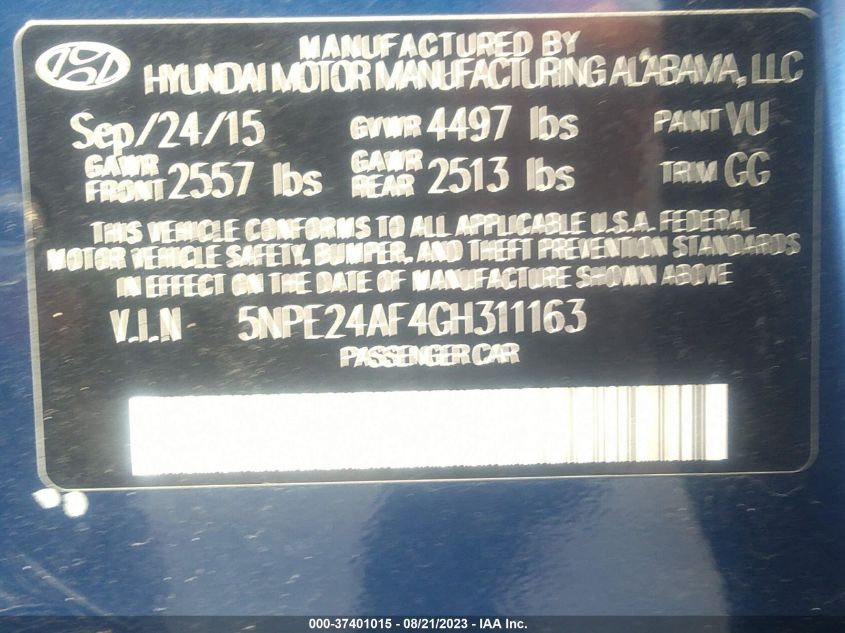 MANUFACTURED BY
HYUNDAI MOTOR MANUFACTURING ALABAMA, LLC
Sep/24/15 GVWR 4497 lbs PAINT VU
GAWR FRONT 2557 lbs GAWR REAR 2513 lbs TRIM GG
THIS VEHICLE CONFORMS TO ALL APPLICABLE U.S.A. FEDERAL
MOTOR VEHICLE SAFETY, BUMPER, AND THEFT PREVENTION STANDARDS
IN EFFECT ON THE DATE OF MANUFACTURE SHOWN ABOVE
V.I.N 5NPE24AF4GH311163
PASSENGER CAR
000-37401015 - 08/21/2023 - IAA Inc.